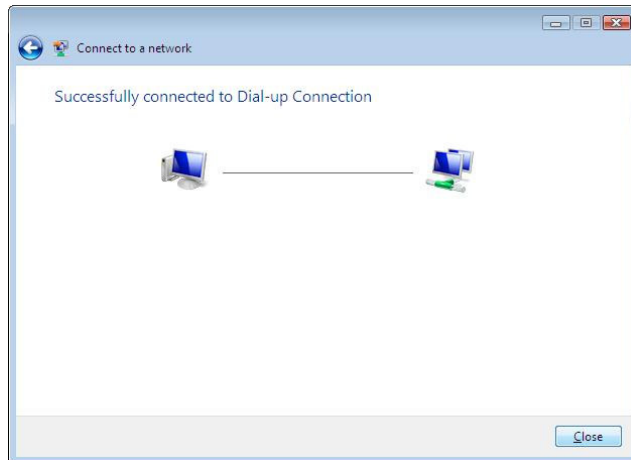 Connect to a network
Successfully connected to Dial-up Connection
Close